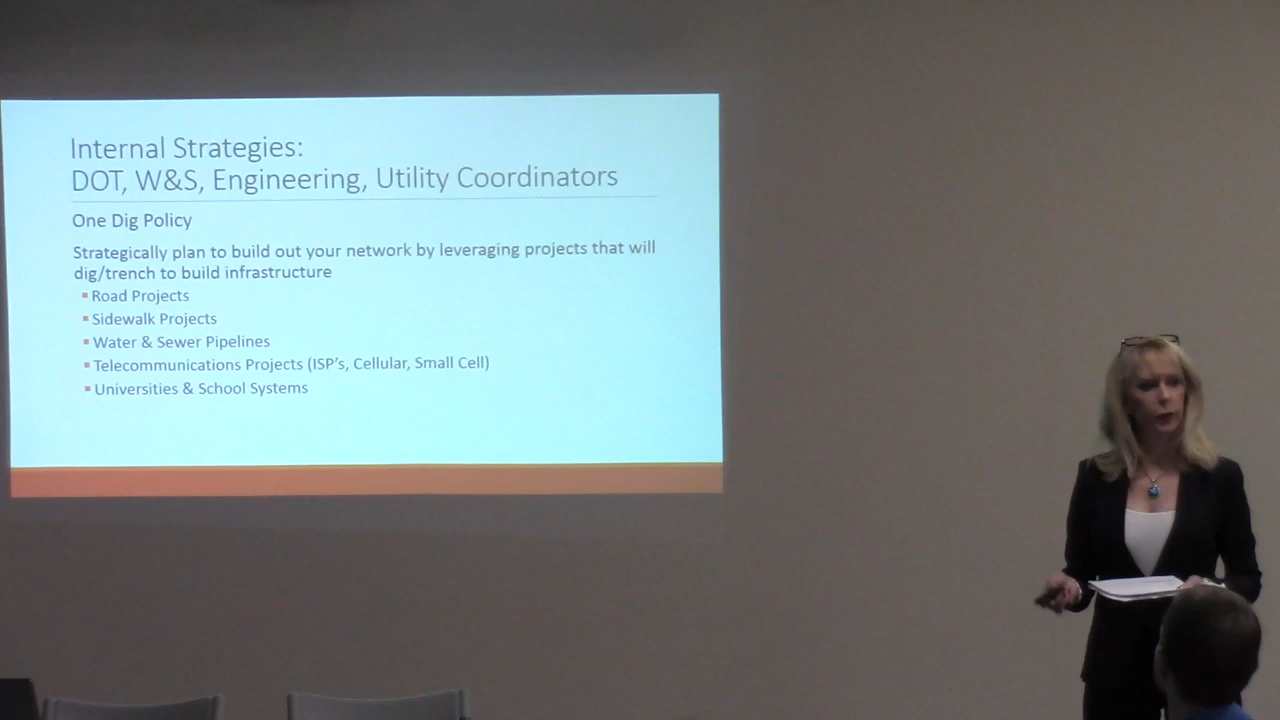 Internal Strategies:
DOT, W&S, Engineering, Utility Coordinators
One Dig Policy
Strategically plan to build out your network by leveraging projects that will
dig/trench to build infrastructure
▪ Road Projects
▪ Sidewalk Projects
▪ Water & Sewer Pipelines
▪ Telecommunications Projects (ISP's, Cellular, Small Cell)
▪ Universities & School Systems